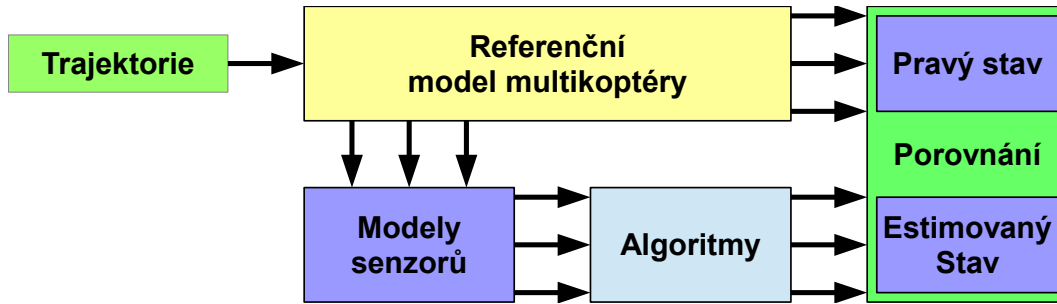 Trajektorie
Referenční
model multikoptéry
Pravý stav
Porovnání
Modely
senzorů
Algoritmy
Estimovaný
Stav